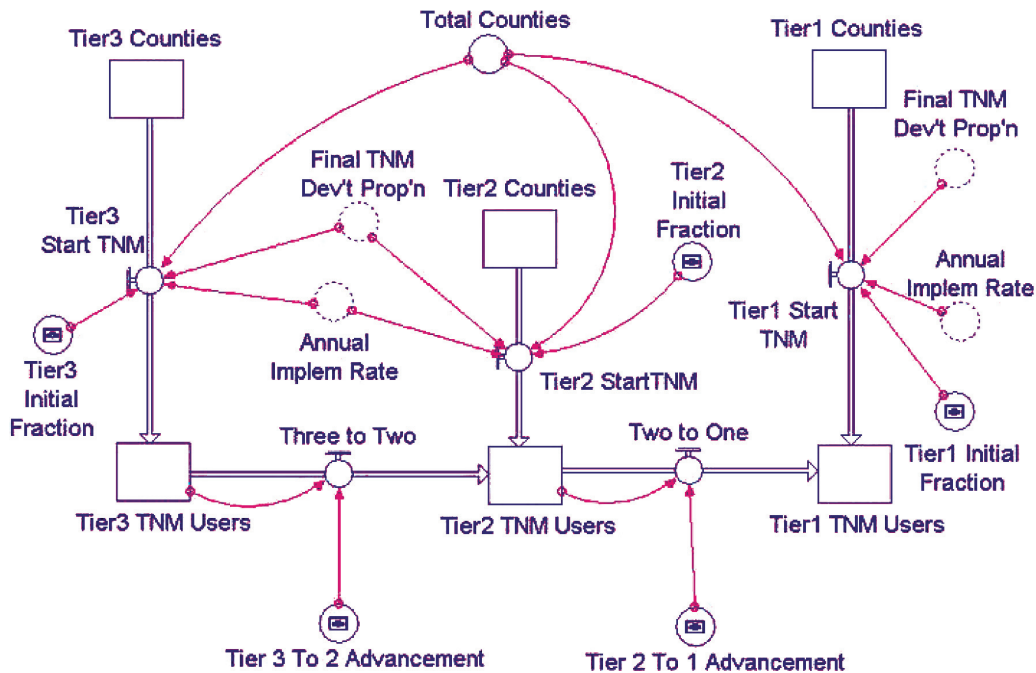 Total Counties
Tier3 Counties
Tier1 Counties
Final TNM
Dev't Prop'n
Final TNM
Dev't Prop'n
Tier2 Counties
Tier2
Initial
Fraction
Tier3
Start TNM
Annual
Implem Rate
Tier1 Start
TNM
Annual
Implem Rate
Tier3
Initial
Fraction
Tier2 StartTNM
Three to Two
Two to One
Tier1 Initial
Fraction
Tier3 TNM Users
Tier2 TNM Users
Tier1 TNM Users
Tier 3 To 2 Advancement
Tier 2 To 1 Advancement